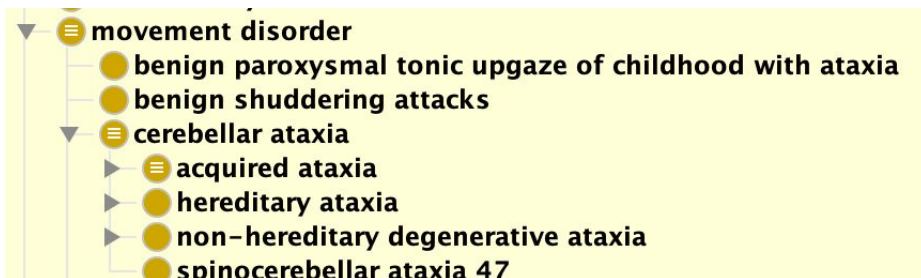 movement disorder
benign paroxysmal tonic upgaze of childhood with ataxia
benign shuddering attacks
cerebellar ataxia
acquired ataxia
hereditary ataxia
non-hereditary degenerative ataxia
spinocerebellar ataxia 47